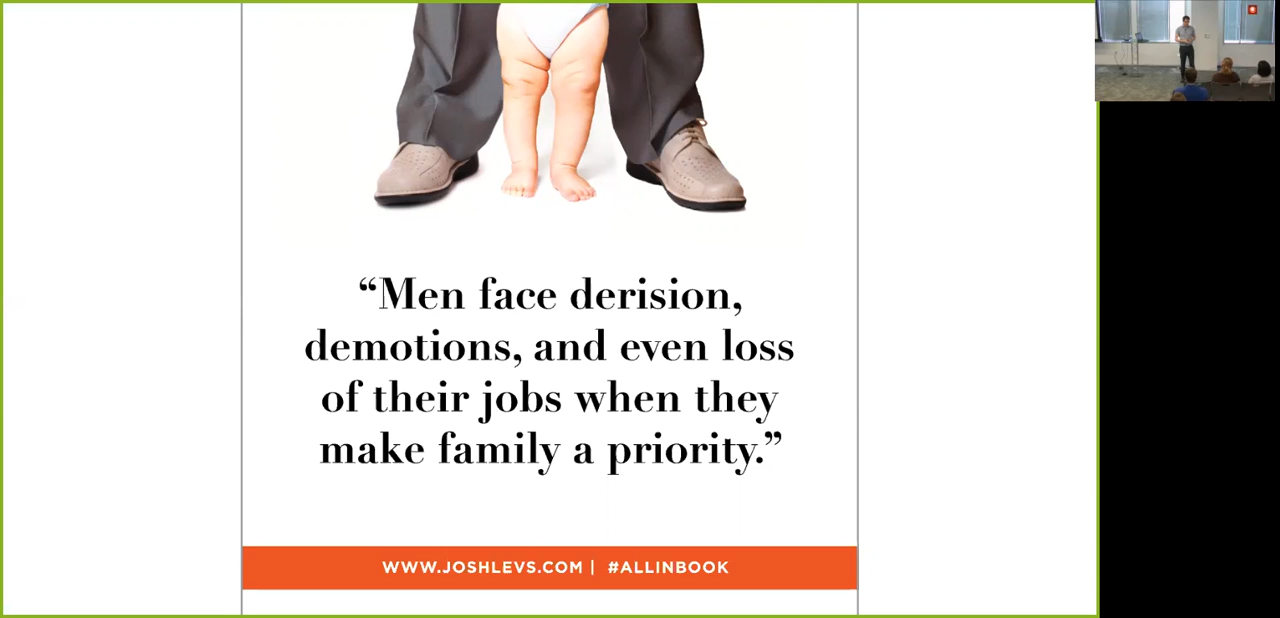 “Men face derision,
demotions, and even loss
of their jobs when they
make family a priority.”
WWW.JOSHLEVS.COM | #ALLINBOOK